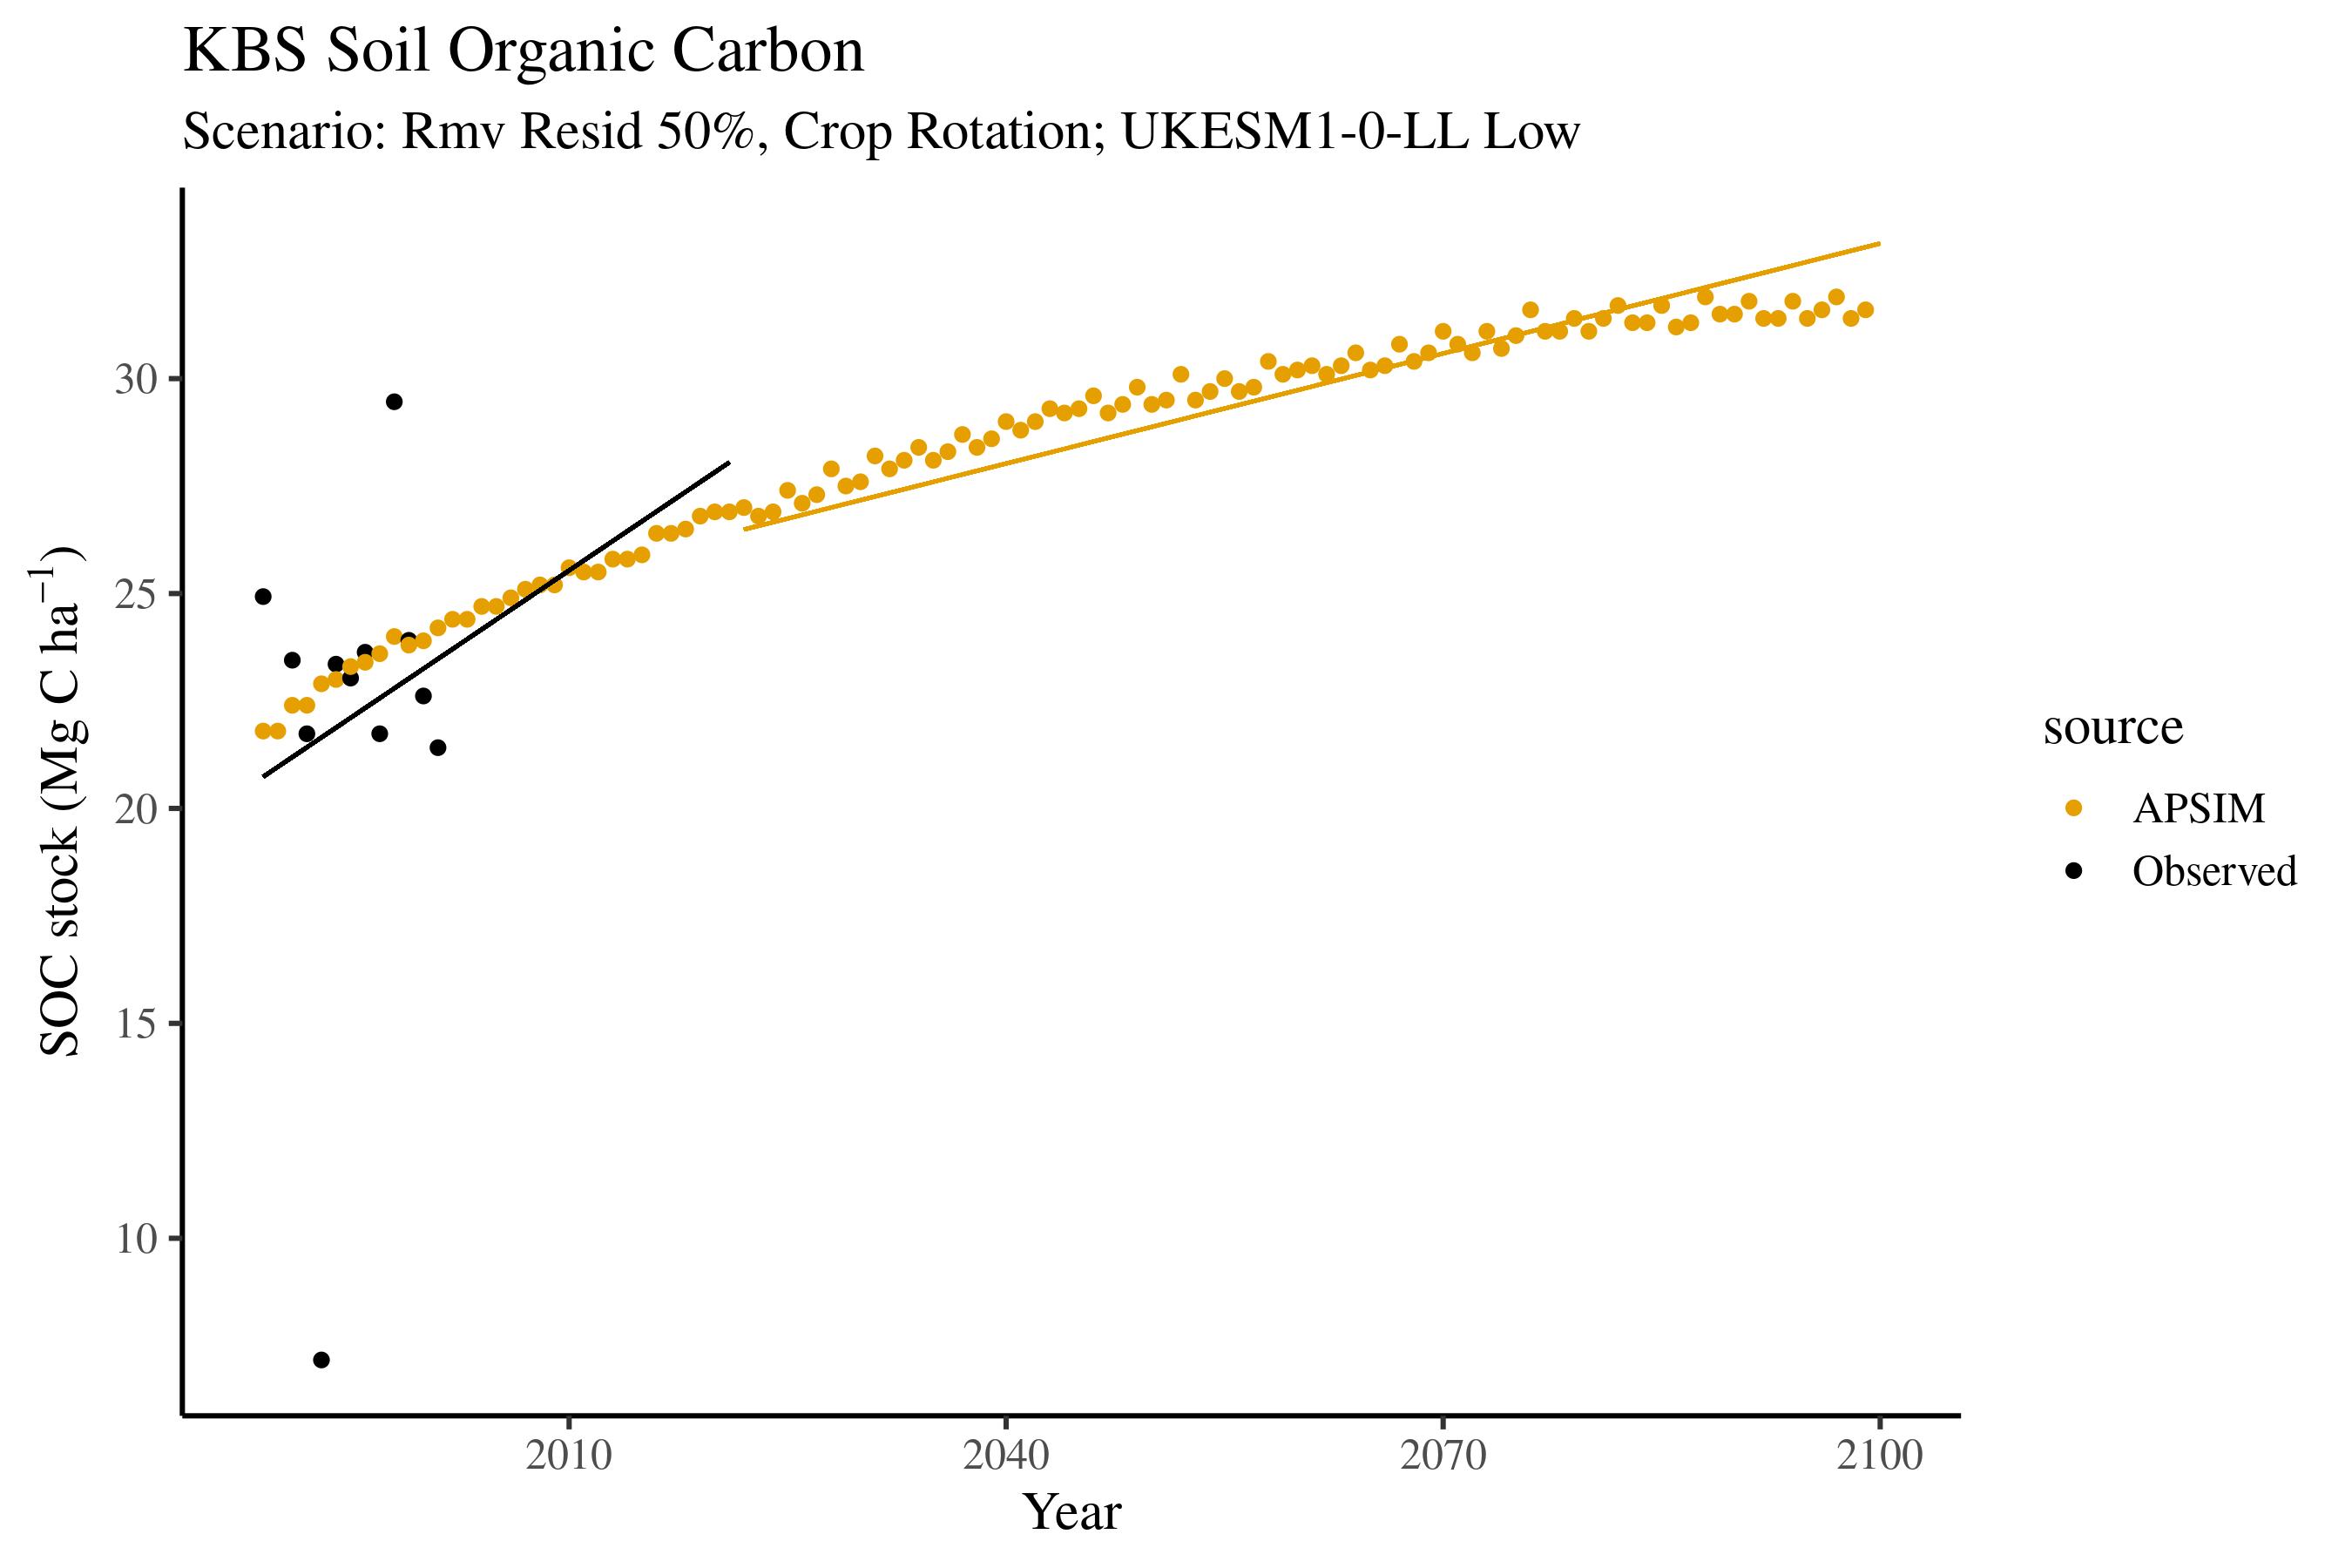 KBS Soil Organic Carbon
Scenario: Rmv Resid 50%, Crop Rotation; UKESM1-0-LL Low
SOC stock (Mg C ha⁻¹)
30
25
20
15
10
2010
2040
2070
2100
Year
source
APSIM
Observed